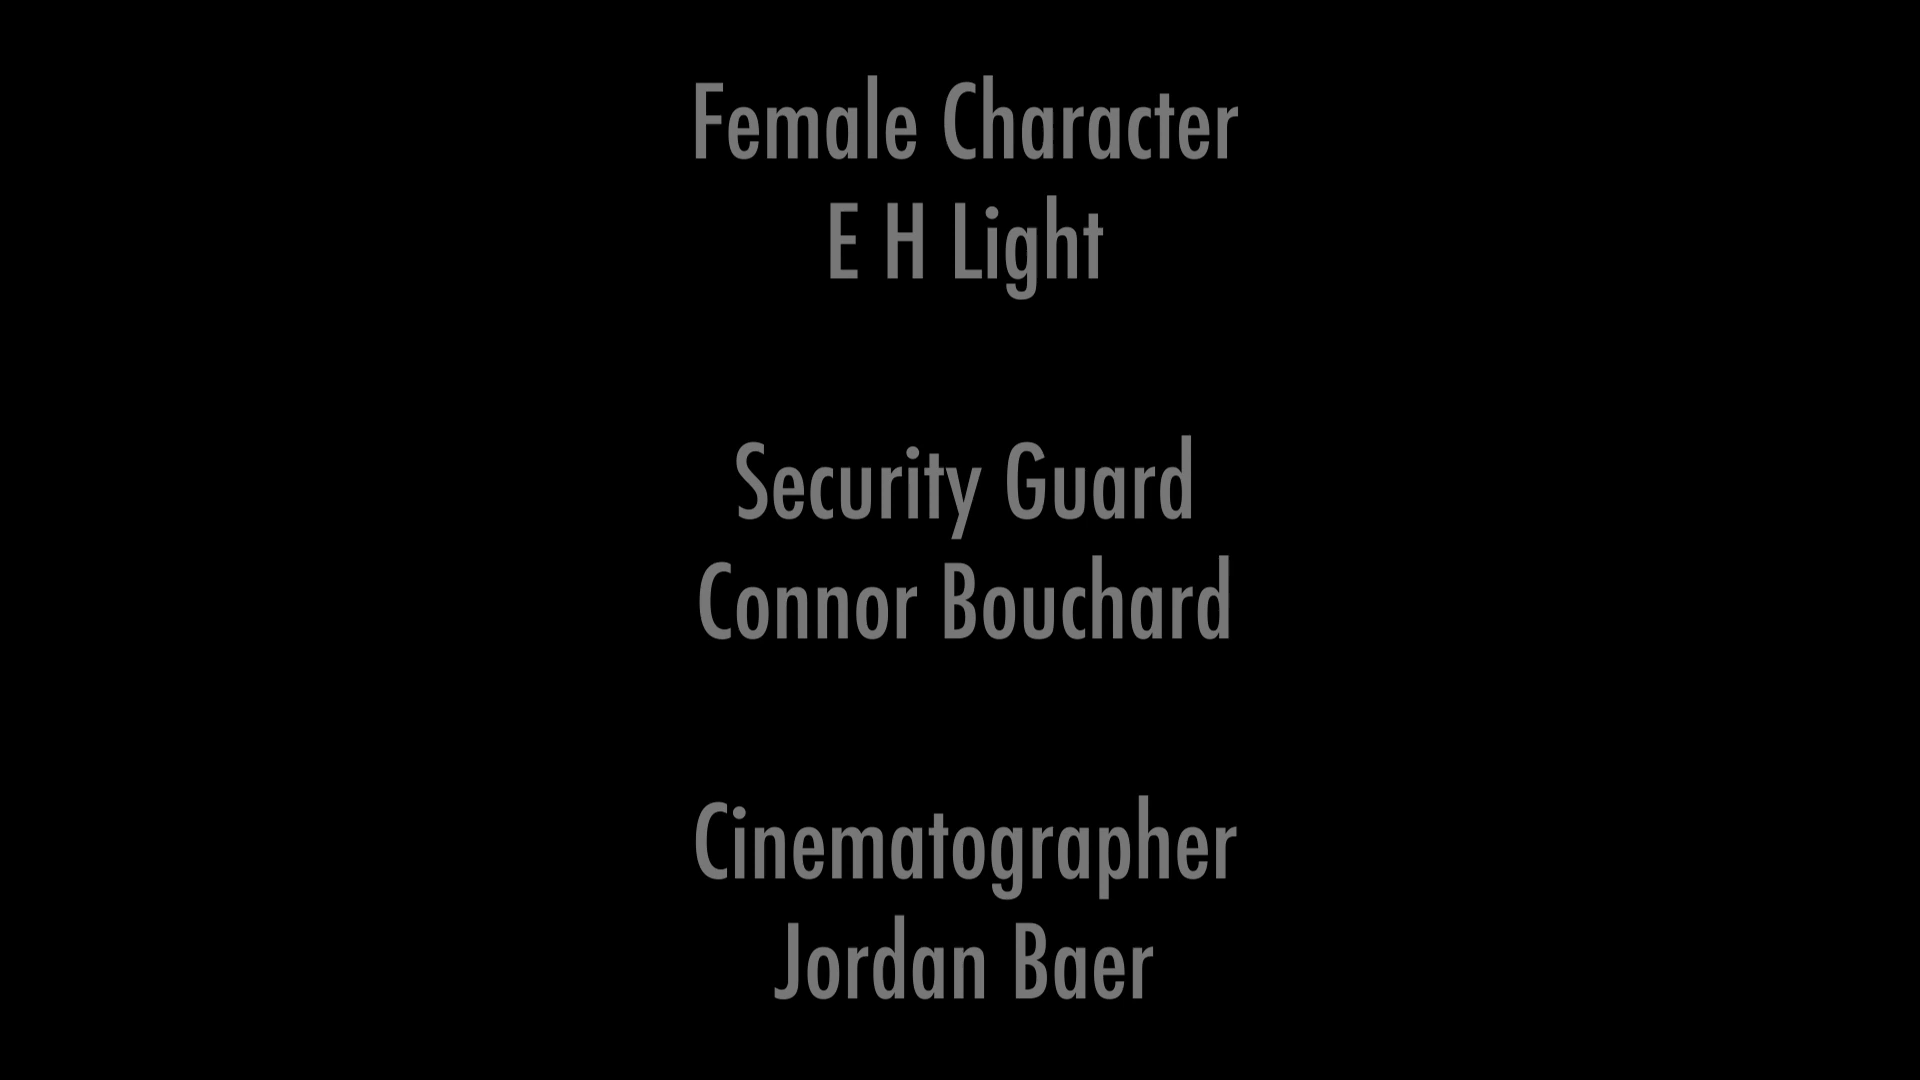 Female Character
E H Light
Security Guard
Connor Bouchard
Cinematographer
Jordan Baer